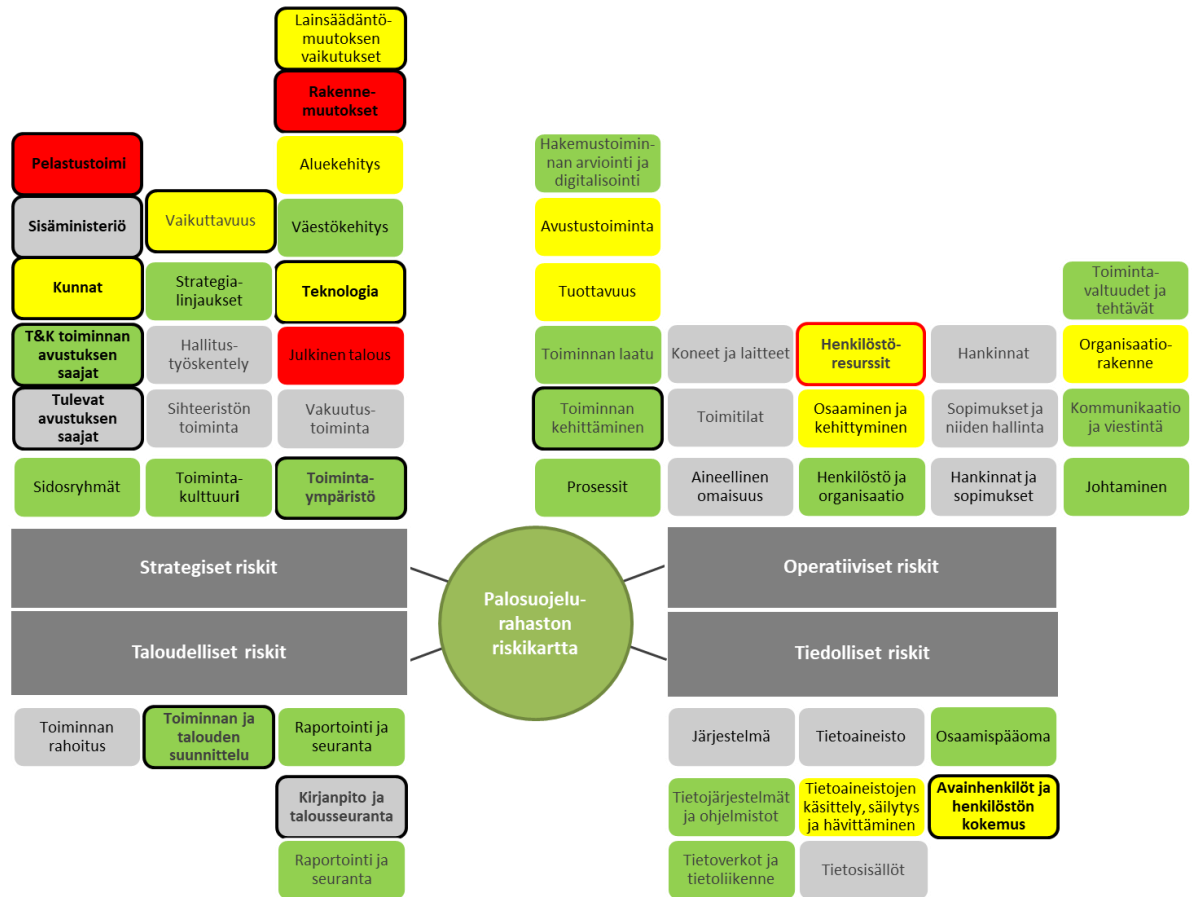 Lainsäädäntö-
muutoksen
vaikutukset
Rakenne-
muutokset
Pelastustoimi
Aluekehitys
Sisäministeriö
Vaikuttavuus
Väestökehitys
Kunnat
Strategia-
linjaukset
Teknologia
T&K toiminnan
avustuksen
saajat
Hallitus-
työskentely
Julkinen talous
Tulevat
avustuksen
saajat
Sihteeristön
toiminta
Vakuutus-
toiminta
Sidosryhmät
Toiminta-
kulttuuri
Toiminta-
ympäristö
Strategiset riskit
Hakemustoimin-
nan arviointi ja
digitalisointi
Avustustoiminta
Tuottavuus
Toiminta-
valtuudet ja
tehtävät
Toiminnan laatu
Koneet ja laitteet
Henkilöstö-
resurssit
Hankinnat
Organisaatio-
rakenne
Toiminnan
kehittäminen
Toimitilat
Osaaminen ja
kehittyminen
Sopimukset ja
niiden hallinta
Kommunikaatio
ja viestintä
Prosessit
Aineellinen
omaisuus
Henkilöstö ja
organisaatio
Hankinnat ja
sopimukset
Johtaminen
Operatiiviset riskit
Palosuojelu-
rahaston
riskikartta
Taloudelliset riskit
Toiminnan
rahoitus
Toiminnan ja
talouden
suunnittelu
Raportointi ja
seuranta
Kirjanpito ja
talousseuranta
Raportointi ja
seuranta
Tiedolliset riskit
Järjestelmä
Tietoaineisto
Osaamispääoma
Tietojärjestelmät
ja ohjelmistot
Tietoaineistojen
käsittely, säilytys
ja hävittäminen
Avainhenkilöt ja
henkilöstön
kokemus
Tietoverkot ja
tietoliikenne
Tietosisällöt